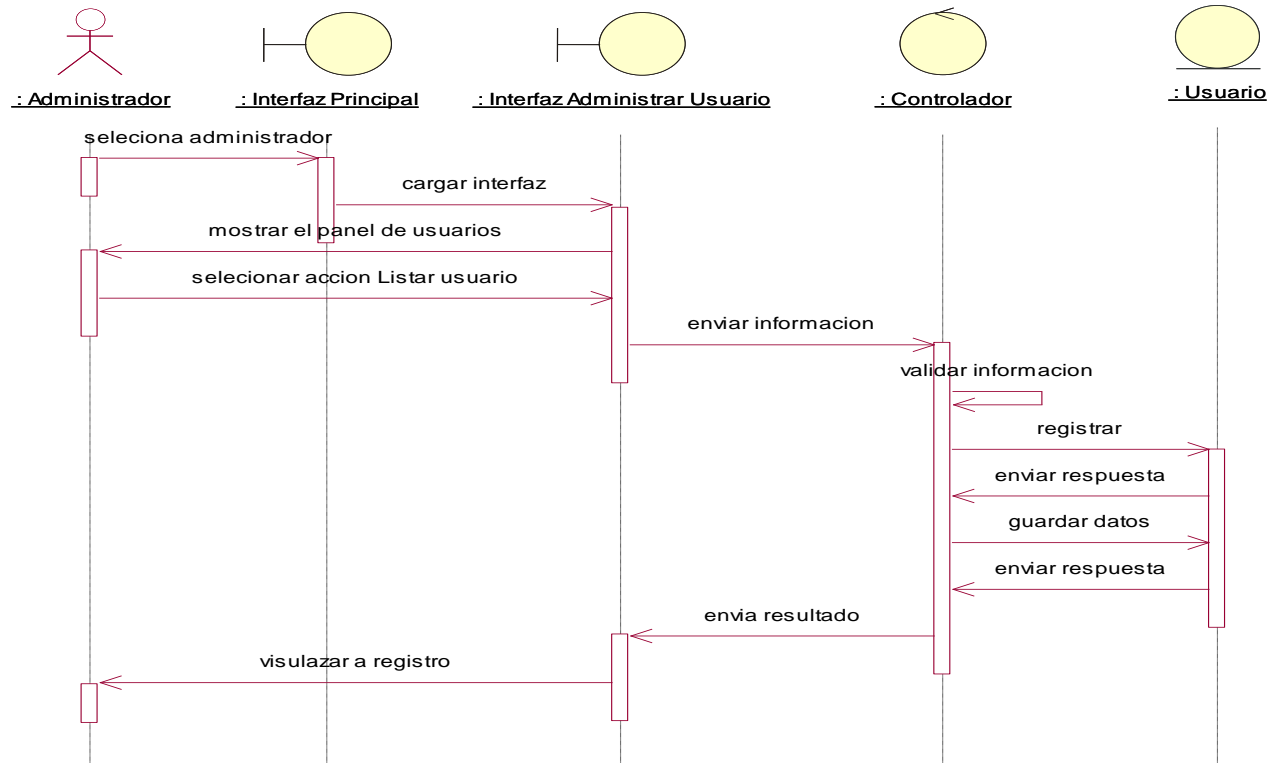 : Administrador
: Interfaz Principal
: Interfaz Administrar Usuario
: Controlador
: Usuario
seleciona administrador
cargar interfaz
mostrar el panel de usuarios
selecionar accion Listar usuario
enviar informacion
validar informacion
registrar
enviar respuesta
guardar datos
enviar respuesta
envia resultado
visulazar a registro